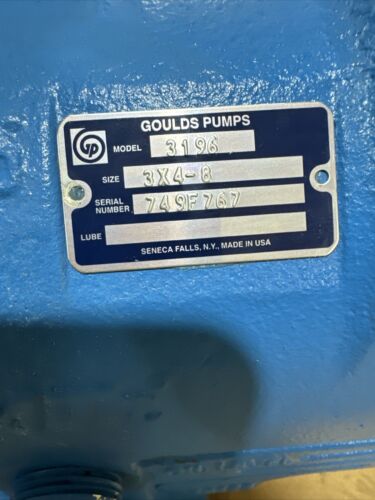 GP
GOULDS PUMPS
MODEL 3196
SIZE 3X4-8
SERIAL NUMBER 749F767
LUBE
SENECA FALLS, N.Y., MADE IN USA